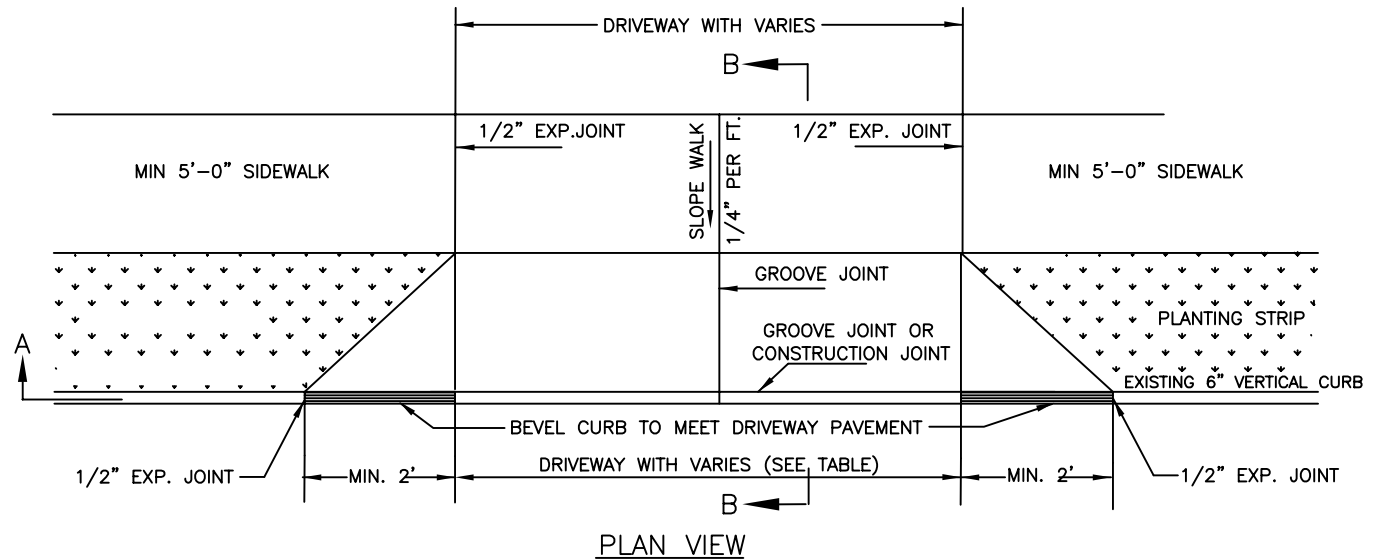 DRIVEWAY WITH VARIES
B
1/2" EXP.JOINT
1/2" EXP. JOINT
SLOPE WALK
1/4" PER FT.
MIN 5'-0" SIDEWALK
MIN 5'-0" SIDEWALK
GROOVE JOINT
GROOVE JOINT OR
CONSTRUCTION JOINT
PLANTING STRIP
A
EXISTING 6" VERTICAL CURB
BEVEL CURB TO MEET DRIVEWAY PAVEMENT
1/2" EXP. JOINT
MIN. 2'
DRIVEWAY WITH VARIES (SEE TABLE)
MIN. 2'
1/2" EXP. JOINT
B
PLAN VIEW